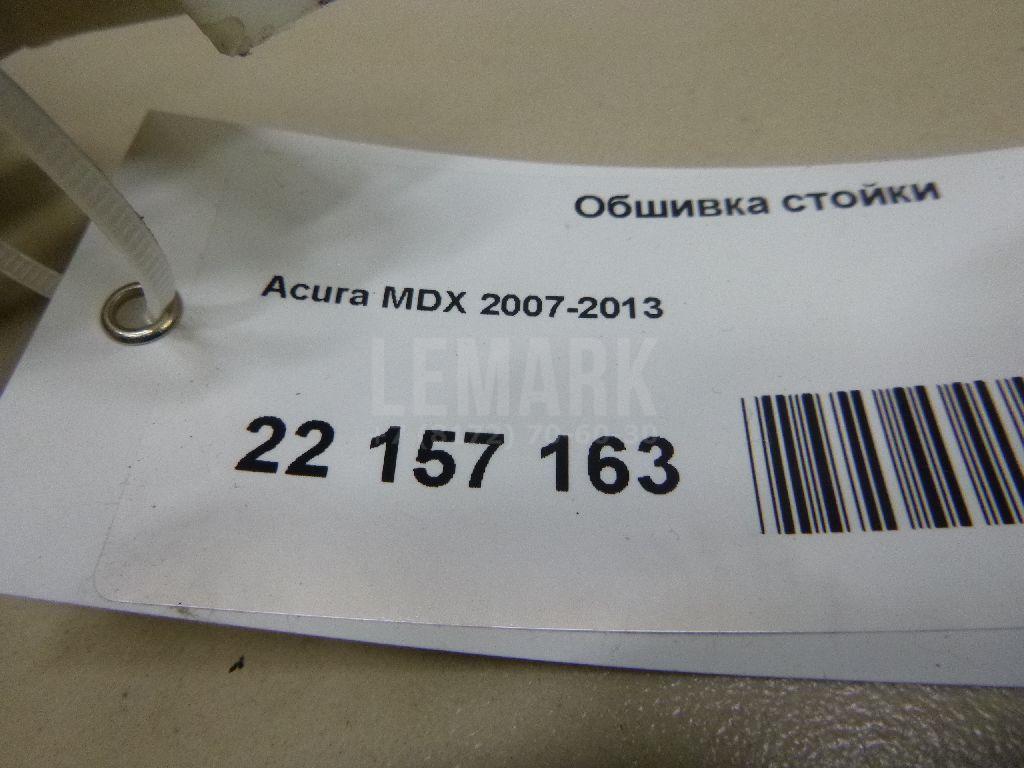 Обшивка стойки
Acura MDX 2007-2013
LEMARK
22 157 163